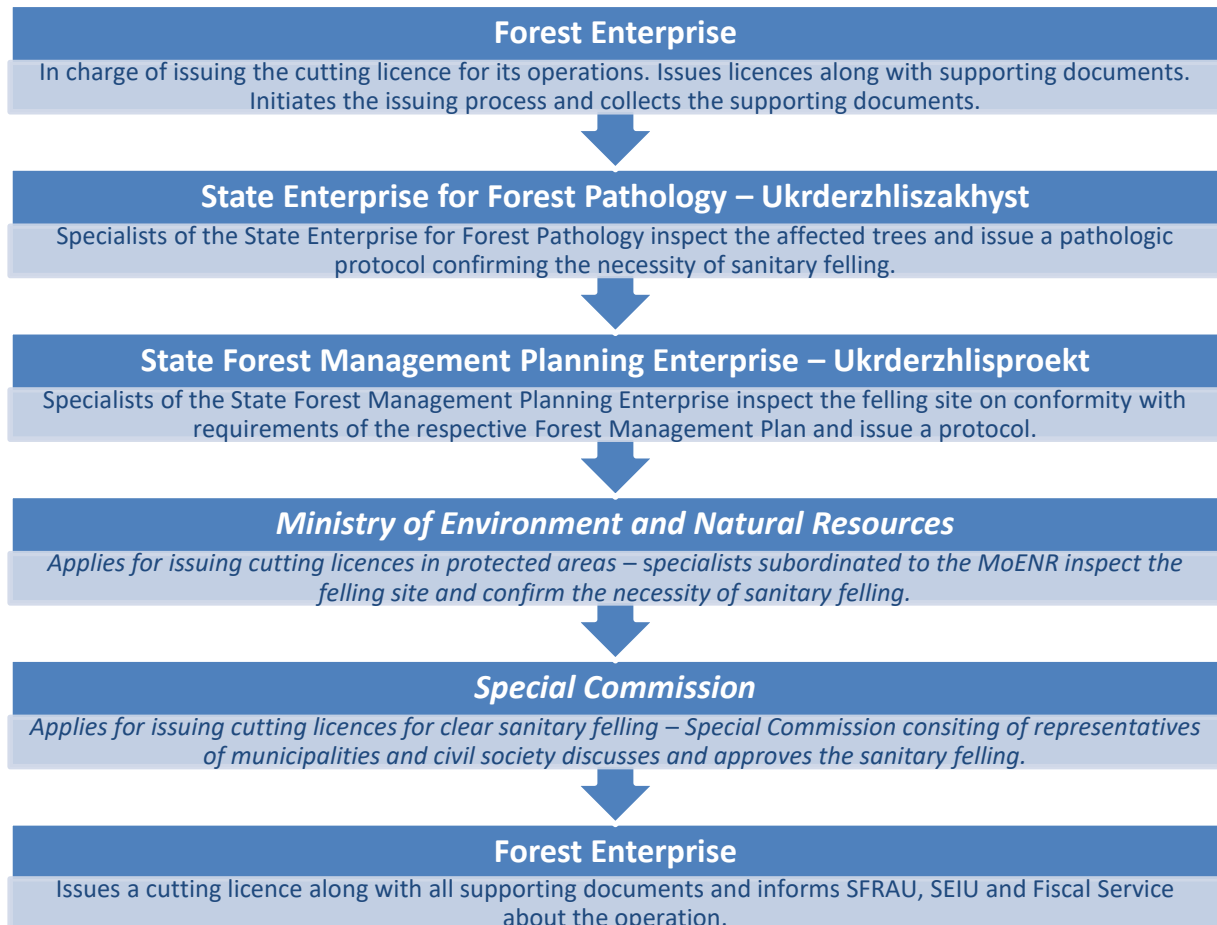 Forest Enterprise
In charge of issuing the cutting licence for its operations. Issues licences along with supporting documents.
Initiates the issuing process and collects the supporting documents.
State Enterprise for Forest Pathology – Ukrderzhliszakhyst
Specialists of the State Enterprise for Forest Pathology inspect the affected trees and issue a pathologic
protocol confirming the necessity of sanitary felling.
State Forest Management Planning Enterprise – Ukrderzhlisproekt
Specialists of the State Forest Management Planning Enterprise inspect the felling site on conformity with
requirements of the respective Forest Management Plan and issue a protocol.
Ministry of Environment and Natural Resources
Applies for issuing cutting licences in protected areas – specialists subordinated to the MoENR inspect the
felling site and confirm the necessity of sanitary felling.
Special Commission
Applies for issuing cutting licences for clear sanitary felling – Special Commission consiting of representatives
of municipalities and civil society discusses and approves the sanitary felling.
Forest Enterprise
Issues a cutting licence along with all supporting documents and informs SFRAU, SEIU and Fiscal Service
about the operation.